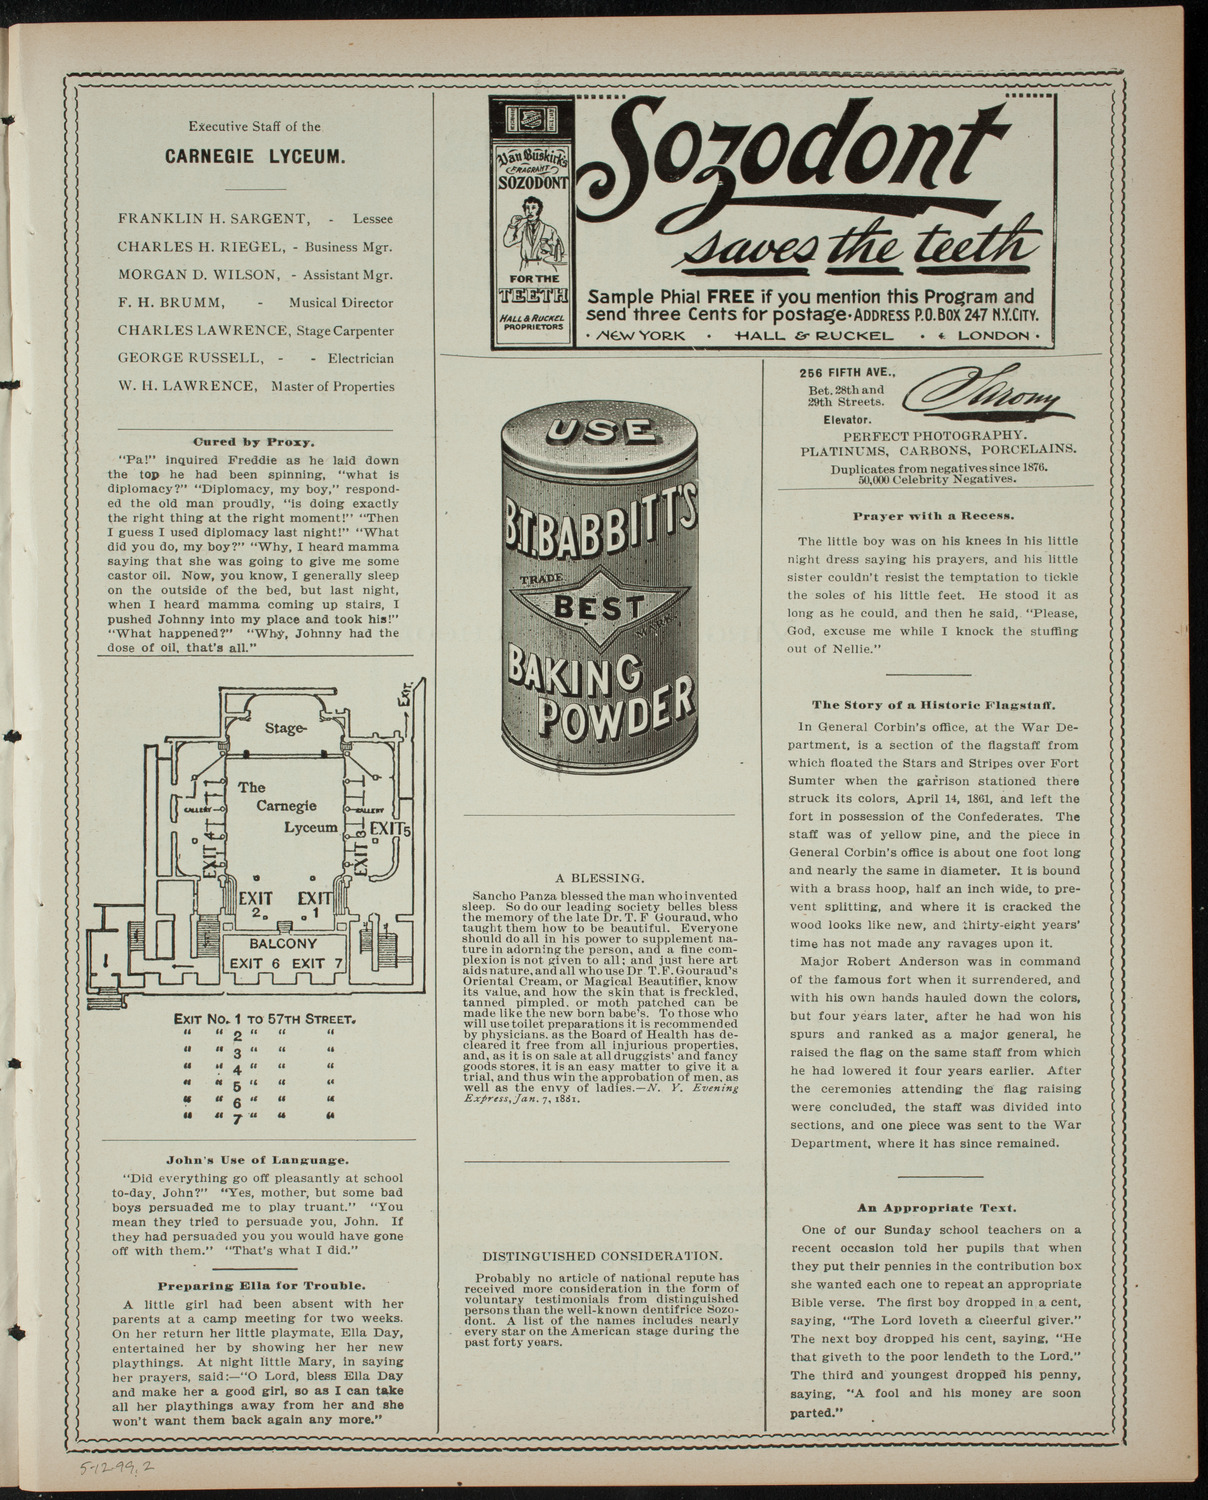 Executive Staff of the
CARNEGIE LYCEUM.
FRANKLIN H. SARGENT, - Lessee
CHARLES H. RIEGEL, - Business Mgr.
MORGAN D. WILSON, - Assistant Mgr.
F. H. BRUMM, - Musical Director
CHARLES LAWRENCE, Stage Carpenter
GEORGE RUSSELL, - - Electrician
W. H. LAWRENCE, Master of Properties
Cured by Proxy.
"Pa!" inquired Freddie as he laid down
the top he had been spinning, "what is
diplomacy?" "Diplomacy, my boy," respond-
ed the old man proudly, "is doing exactly
the right thing at the right moment!" "Then
I guess I used diplomacy last night!" "What
did you do, my boy?" "Why, I heard mamma
saying that she was going to give me some
castor oil. Now, you know, I generally sleep
on the outside of the bed, but last night,
when I heard mamma coming up stairs, I
pushed Johnny into my place and took his!"
"What happened?" "Why, Johnny had the
dose of oil, that's all."
EXIT.
Stage-
The
Carnegie
Lyceum
GALLERY
GALLERY
EXIT 4
EXIT 3
EXIT 5
EXIT 2.
EXIT 1
BALCONY
EXIT 6 EXIT 7
EXIT NO. 1 TO 57TH STREET.
" " 2 " " "
" " 3 " " "
" " 4 " " "
" " 5 " " "
" " 6 " " "
" " 7 " " "
John's Use of Language.
"Did everything go off pleasantly at school
to-day, John?" "Yes, mother, but some bad
boys persuaded me to play truant." "You
mean they tried to persuade you, John. If
they had persuaded you you would have gone
off with them." "That's what I did."
Preparing Ella for Trouble.
A little girl had been absent with her
parents at a camp meeting for two weeks.
On her return her little playmate, Ella Day,
entertained her by showing her her new
playthings. At night little Mary, in saying
her prayers, said:—"O Lord, bless Ella Day
and make her a good girl, so as I can take
all her playthings away from her and she
won't want them back again any more."
Van Buskirk's
FRAGRANT
SOZODONT
FOR THE
TEETH
HALL & RUCKEL
PROPRIETORS
Sozodont
saves the teeth
Sample Phial FREE if you mention this Program and
send three Cents for postage. ADDRESS P.O. BOX 247 N.Y. CITY.
· NEW YORK · HALL & RUCKEL · LONDON ·
USE
B.T. BABBITT'S
TRADE
BEST
MARK
BAKING
POWDER
A BLESSING.
Sancho Panza blessed the man who invented
sleep. So do our leading society belles bless
the memory of the late Dr. T. F Gouraud, who
taught them how to be beautiful. Everyone
should do all in his power to supplement na-
ture in adorning the person, and a fine com-
plexion is not given to all; and just here art
aids nature, and all who use Dr T. F. Gouraud's
Oriental Cream, or Magical Beautifier, know
its value, and how the skin that is freckled,
tanned pimpled, or moth patched can be
made like the new born babe's. To those who
will use toilet preparations it is recommended
by physicians, as the Board of Health has de-
cleared it free from all injurious properties,
and, as it is on sale at all druggists' and fancy
goods stores, it is an easy matter to give it a
trial, and thus win the approbation of men, as
well as the envy of ladies.—N. Y. Evening
Express, Jan. 7, 1881.
DISTINGUISHED CONSIDERATION.
Probably no article of national repute has
received more consideration in the form of
voluntary testimonials from distinguished
persons than the well-known dentifrice Sozo-
dont. A list of the names includes nearly
every star on the American stage during the
past forty years.
256 FIFTH AVE.,
Bet. 28th and
29th Streets.
Elevator.
Sarony
PERFECT PHOTOGRAPHY.
PLATINUMS, CARBONS, PORCELAINS.
Duplicates from negatives since 1876.
50,000 Celebrity Negatives.
Prayer with a Recess.
The little boy was on his knees in his little
night dress saying his prayers, and his little
sister couldn't resist the temptation to tickle
the soles of his little feet. He stood it as
long as he could, and then he said, "Please,
God, excuse me while I knock the stuffing
out of Nellie."
The Story of a Historic Flagstaff.
In General Corbin's office, at the War De-
partment, is a section of the flagstaff from
which floated the Stars and Stripes over Fort
Sumter when the garrison stationed there
struck its colors, April 14, 1861, and left the
fort in possession of the Confederates. The
staff was of yellow pine, and the piece in
General Corbin's office is about one foot long
and nearly the same in diameter. It is bound
with a brass hoop, half an inch wide, to pre-
vent splitting, and where it is cracked the
wood looks like new, and thirty-eight years'
time has not made any ravages upon it.
Major Robert Anderson was in command
of the famous fort when it surrendered, and
with his own hands hauled down the colors,
but four years later, after he had won his
spurs and ranked as a major general, he
raised the flag on the same staff from which
he had lowered it four years earlier. After
the ceremonies attending the flag raising
were concluded, the staff was divided into
sections, and one piece was sent to the War
Department, where it has since remained.
An Appropriate Text.
One of our Sunday school teachers on a
recent occasion told her pupils that when
they put their pennies in the contribution box
she wanted each one to repeat an appropriate
Bible verse. The first boy dropped in a cent,
saying, "The Lord loveth a cheerful giver."
The next boy dropped his cent, saying, "He
that giveth to the poor lendeth to the Lord."
The third and youngest dropped his penny,
saying, "A fool and his money are soon
parted."
5-12-99, 2